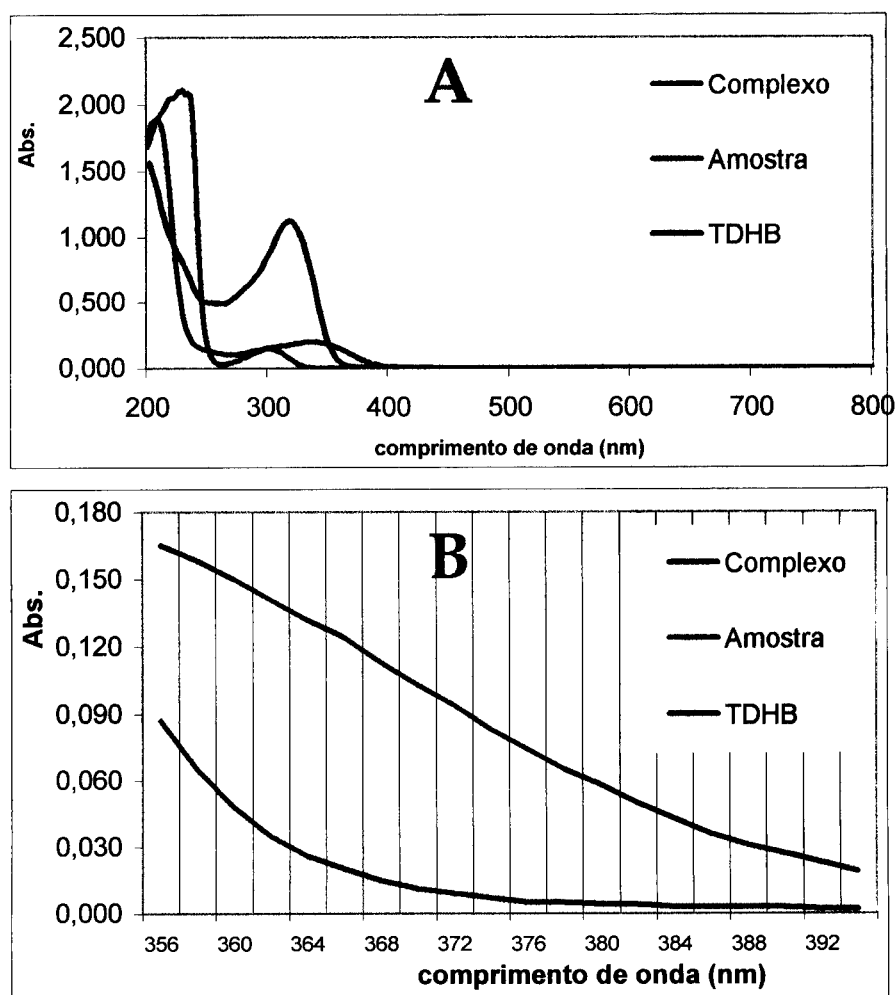 2,500
2,000
1,500
1,000
0,500
0,000
Abs.
A
Complexo
Amostra
TDHB
200 300 400 500 600 700 800
comprimento de onda (nm)
0,180
0,150
0,120
0,090
0,060
0,030
0,000
Abs.
B
Complexo
Amostra
TDHB
356 360 364 368 372 376 380 384 388 392
comprimento de onda (nm)